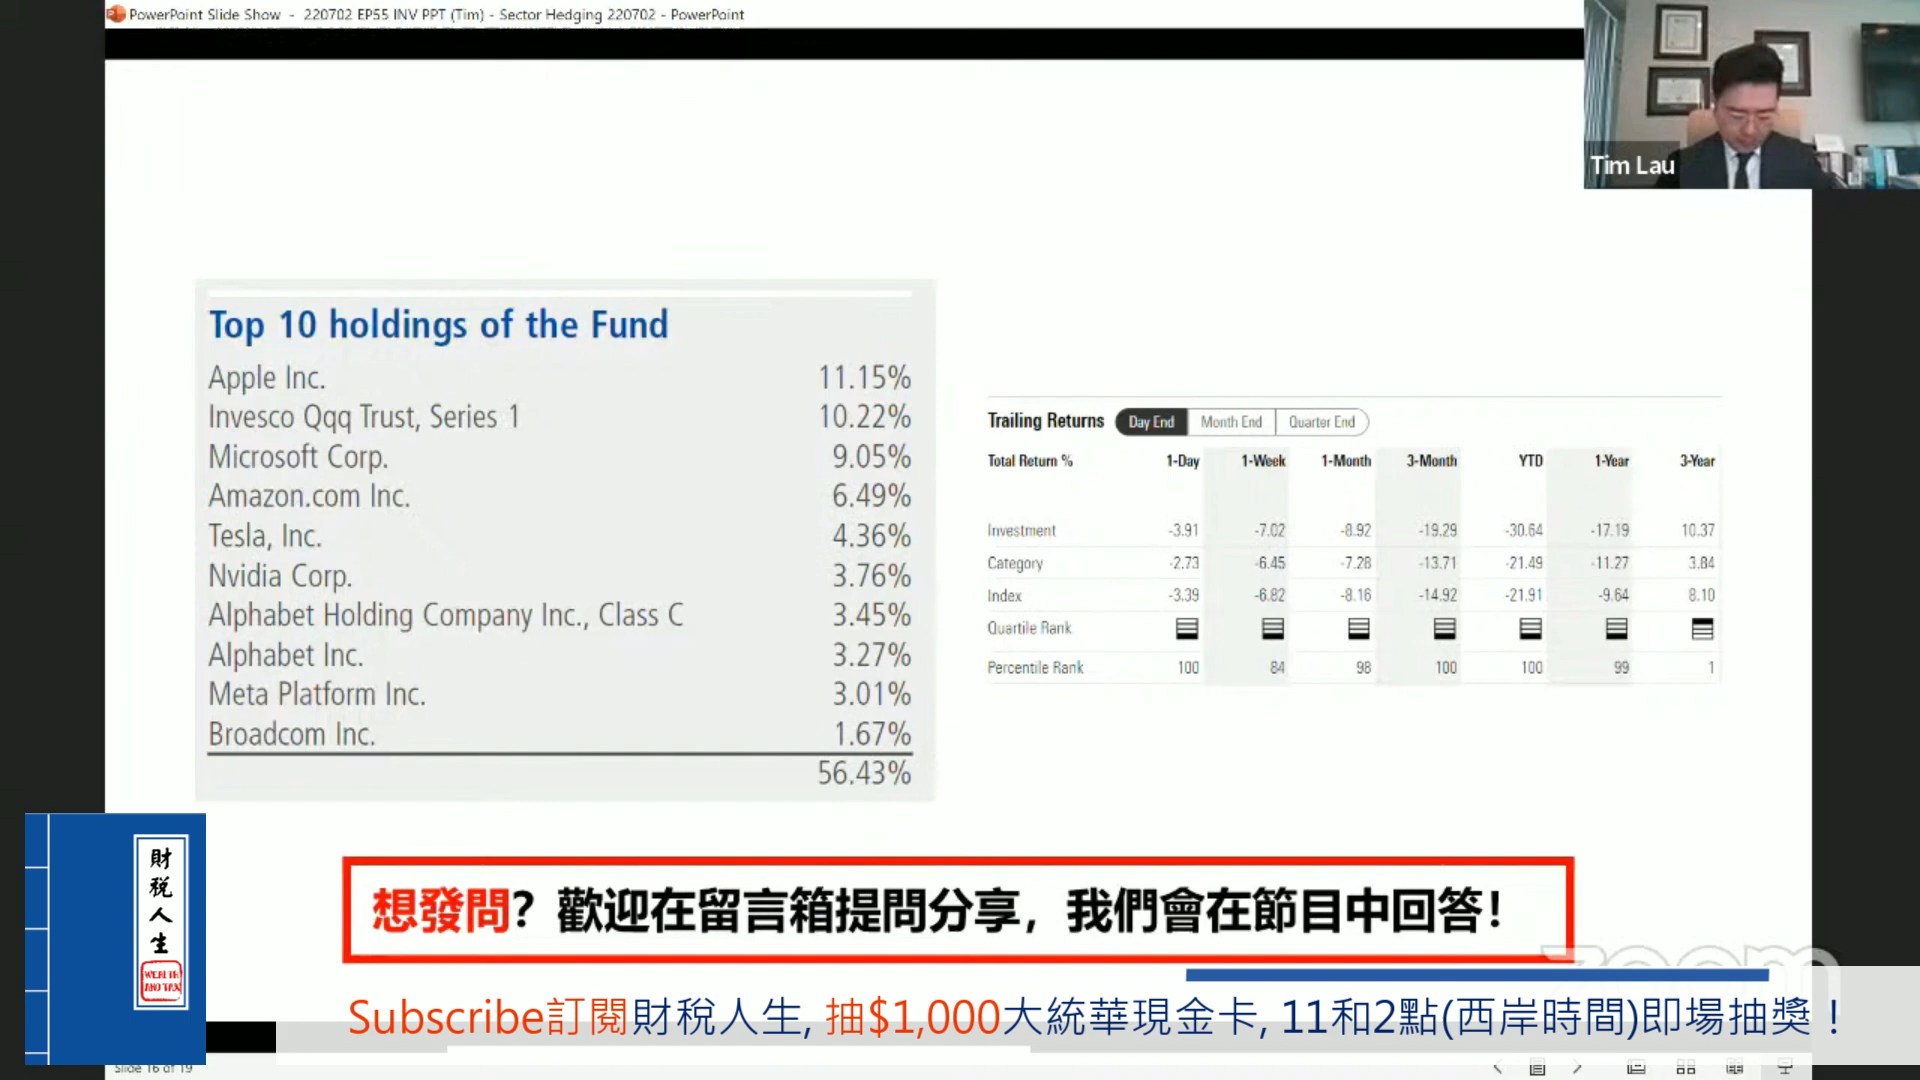 PowerPoint Slide Show - 220702 EP55 INV PPT (Tim) - Sector Hedging 220702 - PowerPoint
Tim Lau
Top 10 holdings of the Fund
Apple Inc. 11.15%
Invesco Qqq Trust, Series 1 10.22%
Microsoft Corp. 9.05%
Amazon.com Inc. 6.49%
Tesla, Inc. 4.36%
Nvidia Corp. 3.76%
Alphabet Holding Company Inc., Class C 3.45%
Alphabet Inc. 3.27%
Meta Platform Inc. 3.01%
Broadcom Inc. 1.67%
56.43%
Trailing Returns Day End Month End Quarter End
Total Return % 1-Day 1-Week 1-Month 3-Month YTD 1-Year 3-Year
Investment -3.91 -7.02 -8.92 -19.29 -30.64 -17.19 10.37
Category -2.73 -6.45 -7.28 -13.71 -21.49 -11.27 3.84
Index -3.39 -6.82 -8.16 -14.92 -21.91 -9.64 8.10
Quartile Rank
Percentile Rank 100 84 98 100 100 99 1
財稅人生
WEALTH
AND TAX
想發問? 歡迎在留言箱提問分享, 我們會在節目中回答!
zoom
Subscribe訂閱財稅人生, 抽$1,000大統華現金卡, 11和2點(西岸時間)即場抽獎！
Slide 16 of 19